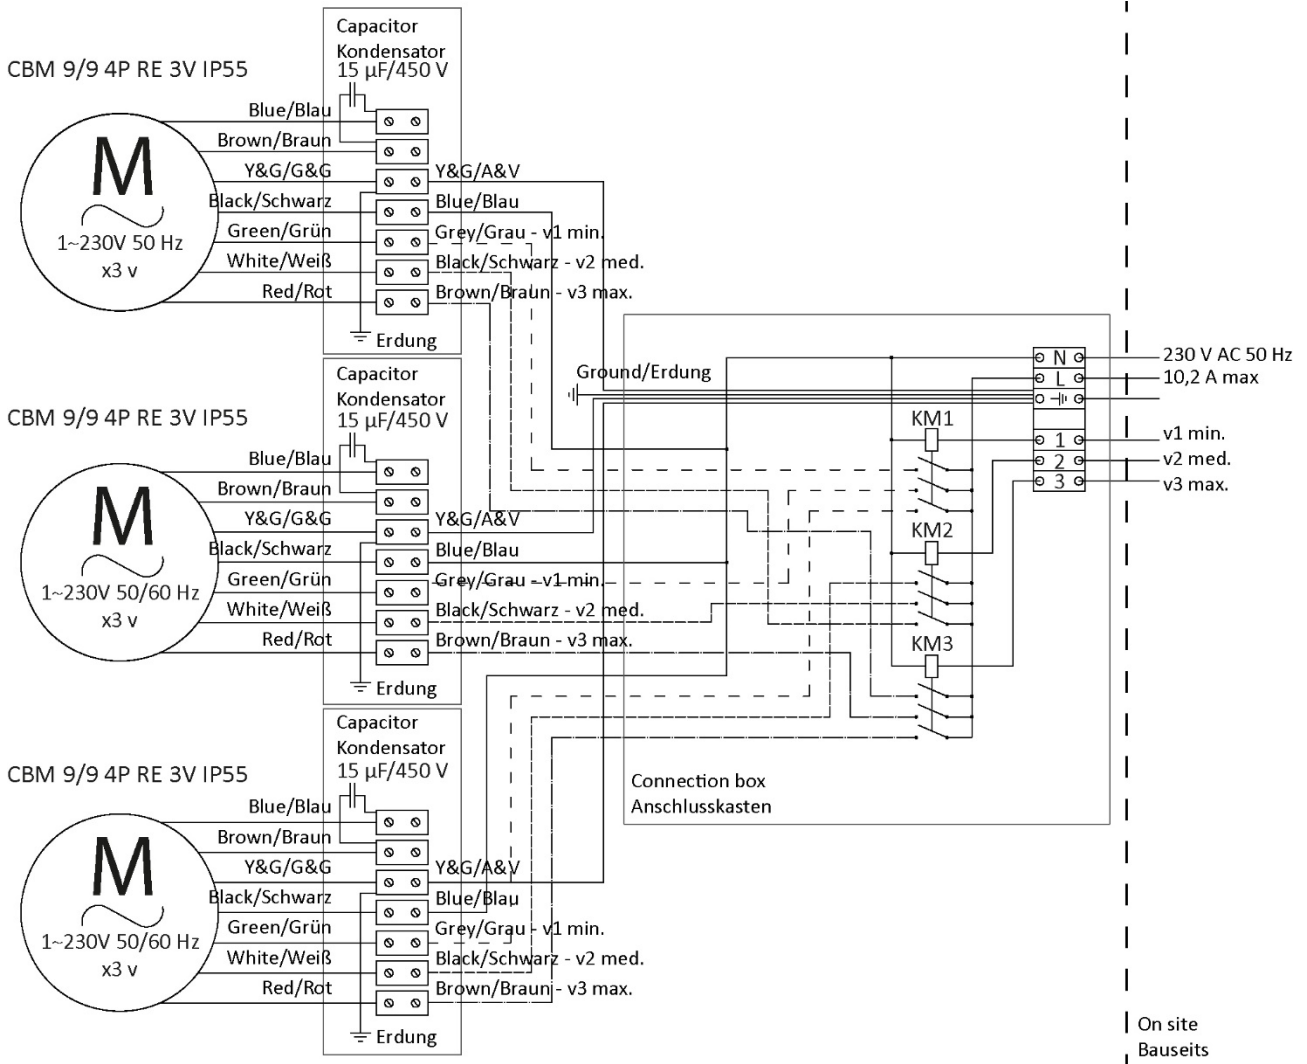 Capacitor
Kondensator
15 µF/450 V
CBM 9/9 4P RE 3V IP55
Blue/Blau
Brown/Braun
Y&G/G&G
Y&G/A&V
Black/Schwarz
Blue/Blau
Green/Grün
Grey/Grau - v1 min.
White/Weiß
Black/Schwarz - v2 med.
Red/Rot
Brown/Braun - v3 max.
M
1~230V 50 Hz
x3 v
Erdung
Capacitor
Kondensator
15 µF/450 V
CBM 9/9 4P RE 3V IP55
Blue/Blau
Brown/Braun
Y&G/G&G
Y&G/A&V
Black/Schwarz
Blue/Blau
Green/Grün
Grey/Grau - v1 min.
White/Weiß
Black/Schwarz - v2 med.
Red/Rot
Brown/Braun - v3 max.
M
1~230V 50/60 Hz
x3 v
Erdung
Capacitor
Kondensator
15 µF/450 V
CBM 9/9 4P RE 3V IP55
Blue/Blau
Brown/Braun
Y&G/G&G
Y&G/A&V
Black/Schwarz
Blue/Blau
Green/Grün
Grey/Grau - v1 min.
White/Weiß
Black/Schwarz - v2 med.
Red/Rot
Brown/Braun - v3 max.
M
1~230V 50/60 Hz
x3 v
Erdung
Ground/Erdung
N
230 V AC 50 Hz
L
10,2 A max
KM1
1
v1 min.
2
v2 med.
3
v3 max.
KM2
KM3
Connection box
Anschlusskasten
On site
Bauseits